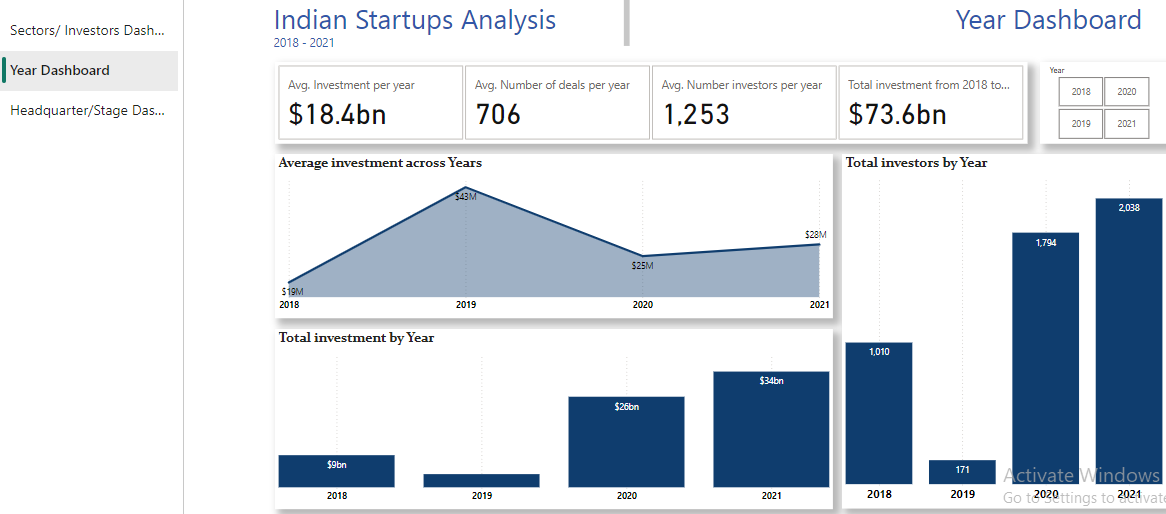 Sectors/ Investors Dash...
Year Dashboard
Headquarter/Stage Das...
Indian Startups Analysis
2018 - 2021
Year Dashboard
Avg. Investment per year
$18.4bn
Avg. Number of deals per year
706
Avg. Number investors per year
1,253
Total investment from 2018 to...
$73.6bn
Year
2018
2020
2019
2021
Average investment across Years
$43M
$28M
$25M
$19M
2018
2019
2020
2021
Total investment by Year
$34bn
$26bn
$9bn
2018
2019
2020
2021
Total investors by Year
2,038
1,794
1,010
171
2018
2019
2020
2021
Activate Windows
Go to Settings to activate